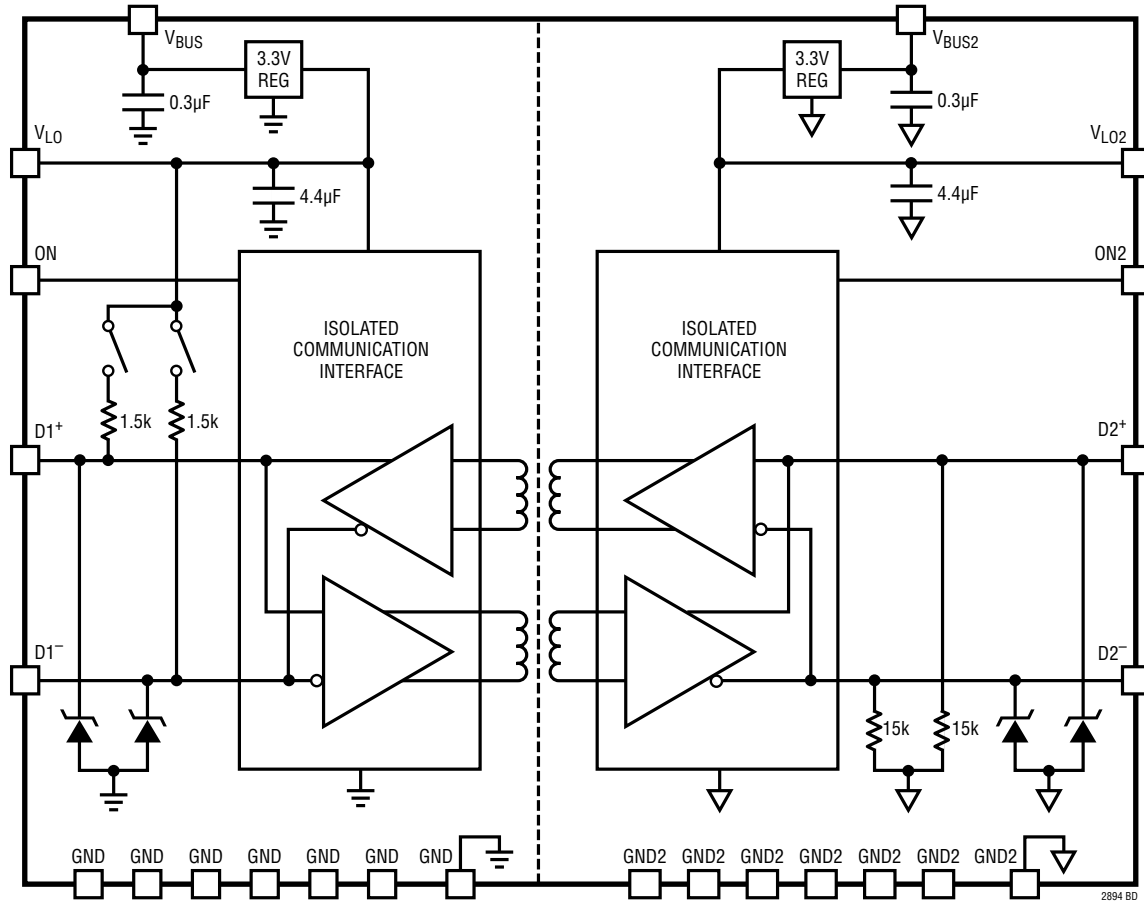 VBUS
3.3V
REG
0.3µF
3.3V
REG
VBUS2
0.3µF
VLO
4.4µF
VLO2
4.4µF
ON
ON2
ISOLATED
COMMUNICATION
INTERFACE
ISOLATED
COMMUNICATION
INTERFACE
1.5k
1.5k
D1+
D2+
D1−
D2−
15k
15k
GND GND GND GND GND GND GND
GND2 GND2 GND2 GND2 GND2 GND2 GND2
2894 BD